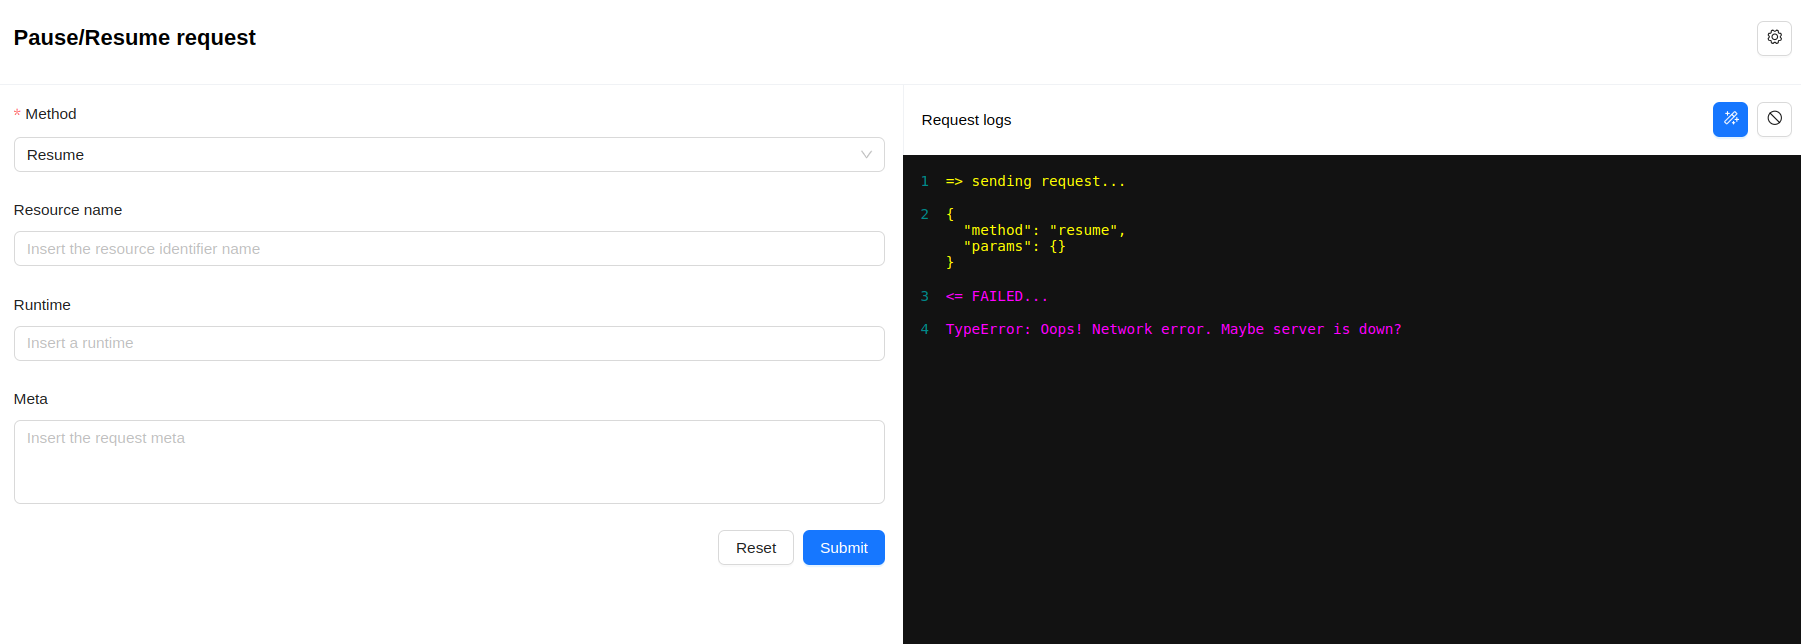 Pause/Resume request
* Method
Resume
Resource name
Insert the resource identifier name
Runtime
Insert a runtime
Meta
Insert the request meta
Reset
Submit
Request logs
1 => sending request...
2 {
"method": "resume",
"params": {}
}
3 <= FAILED...
4 TypeError: Oops! Network error. Maybe server is down?